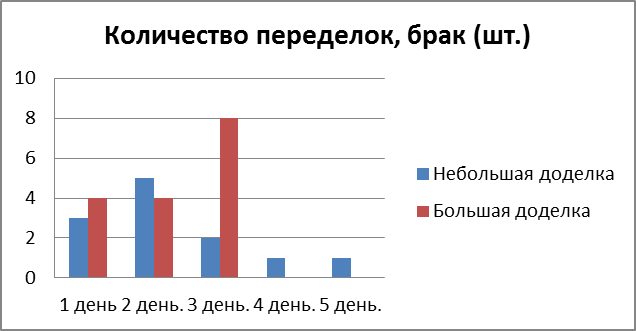 Количество переделок, брак (шт.)
10
8
6
4
2
0
1 день 2 день. 3 день. 4 день. 5 день.
Небольшая доделка
Большая доделка